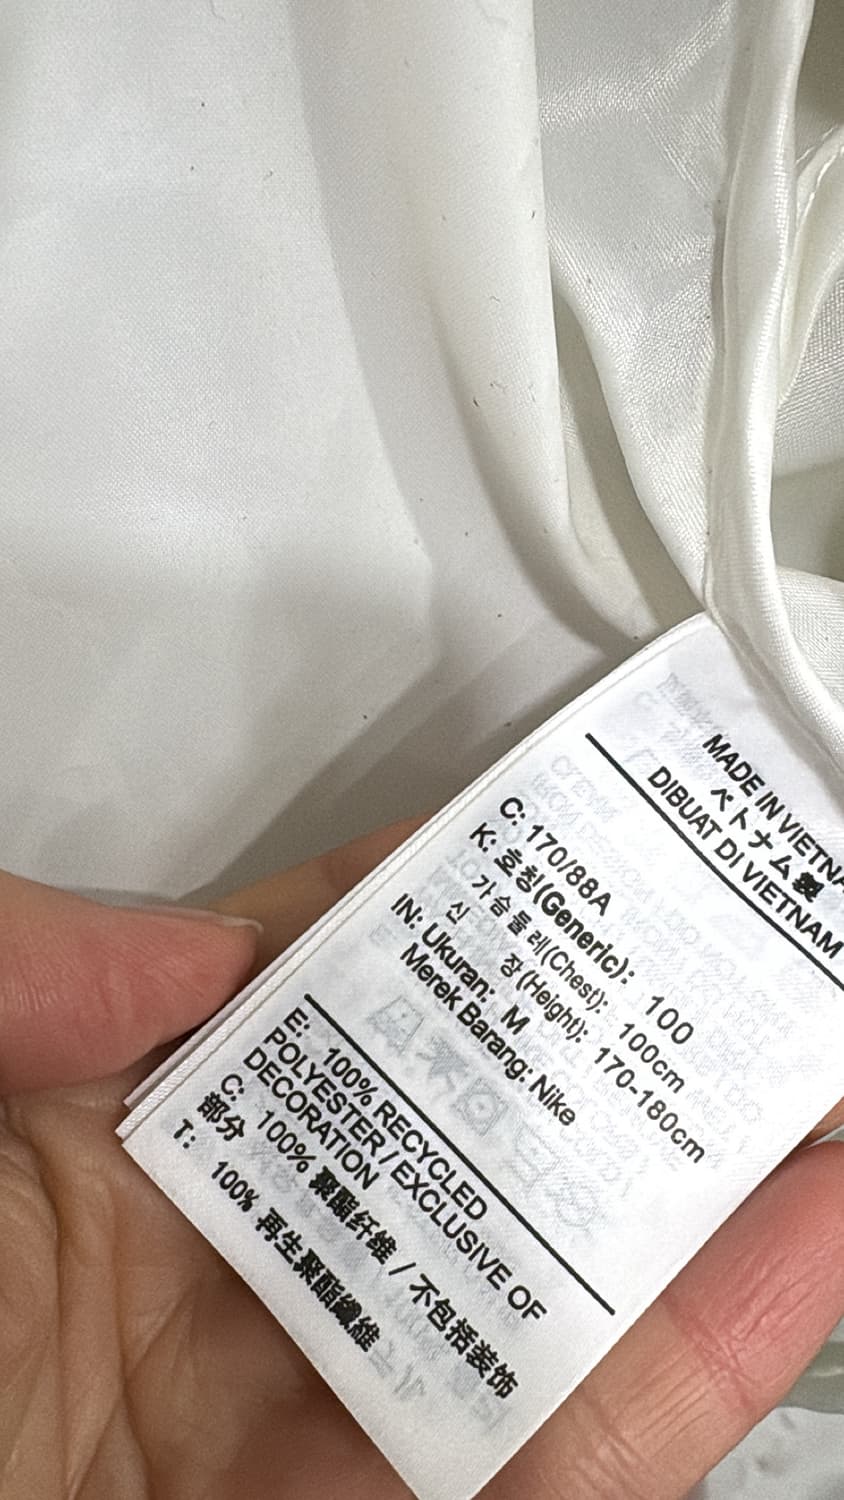 MADE IN VIETNA
ベトナム製
DIBUAT DI VIETNAM
C: 170/88A
K: 호칭(Generic): 100
가슴둘레(Chest): 100cm
신 장(Height): 170-180cm
IN: Ukuran: M
Merek Barang: Nike
E: 100% RECYCLED
POLYESTER / EXCLUSIVE OF
DECORATION
C: 100% 聚酯纤维 / 不包括装饰
部分
T: 100% 再生聚酯纖維